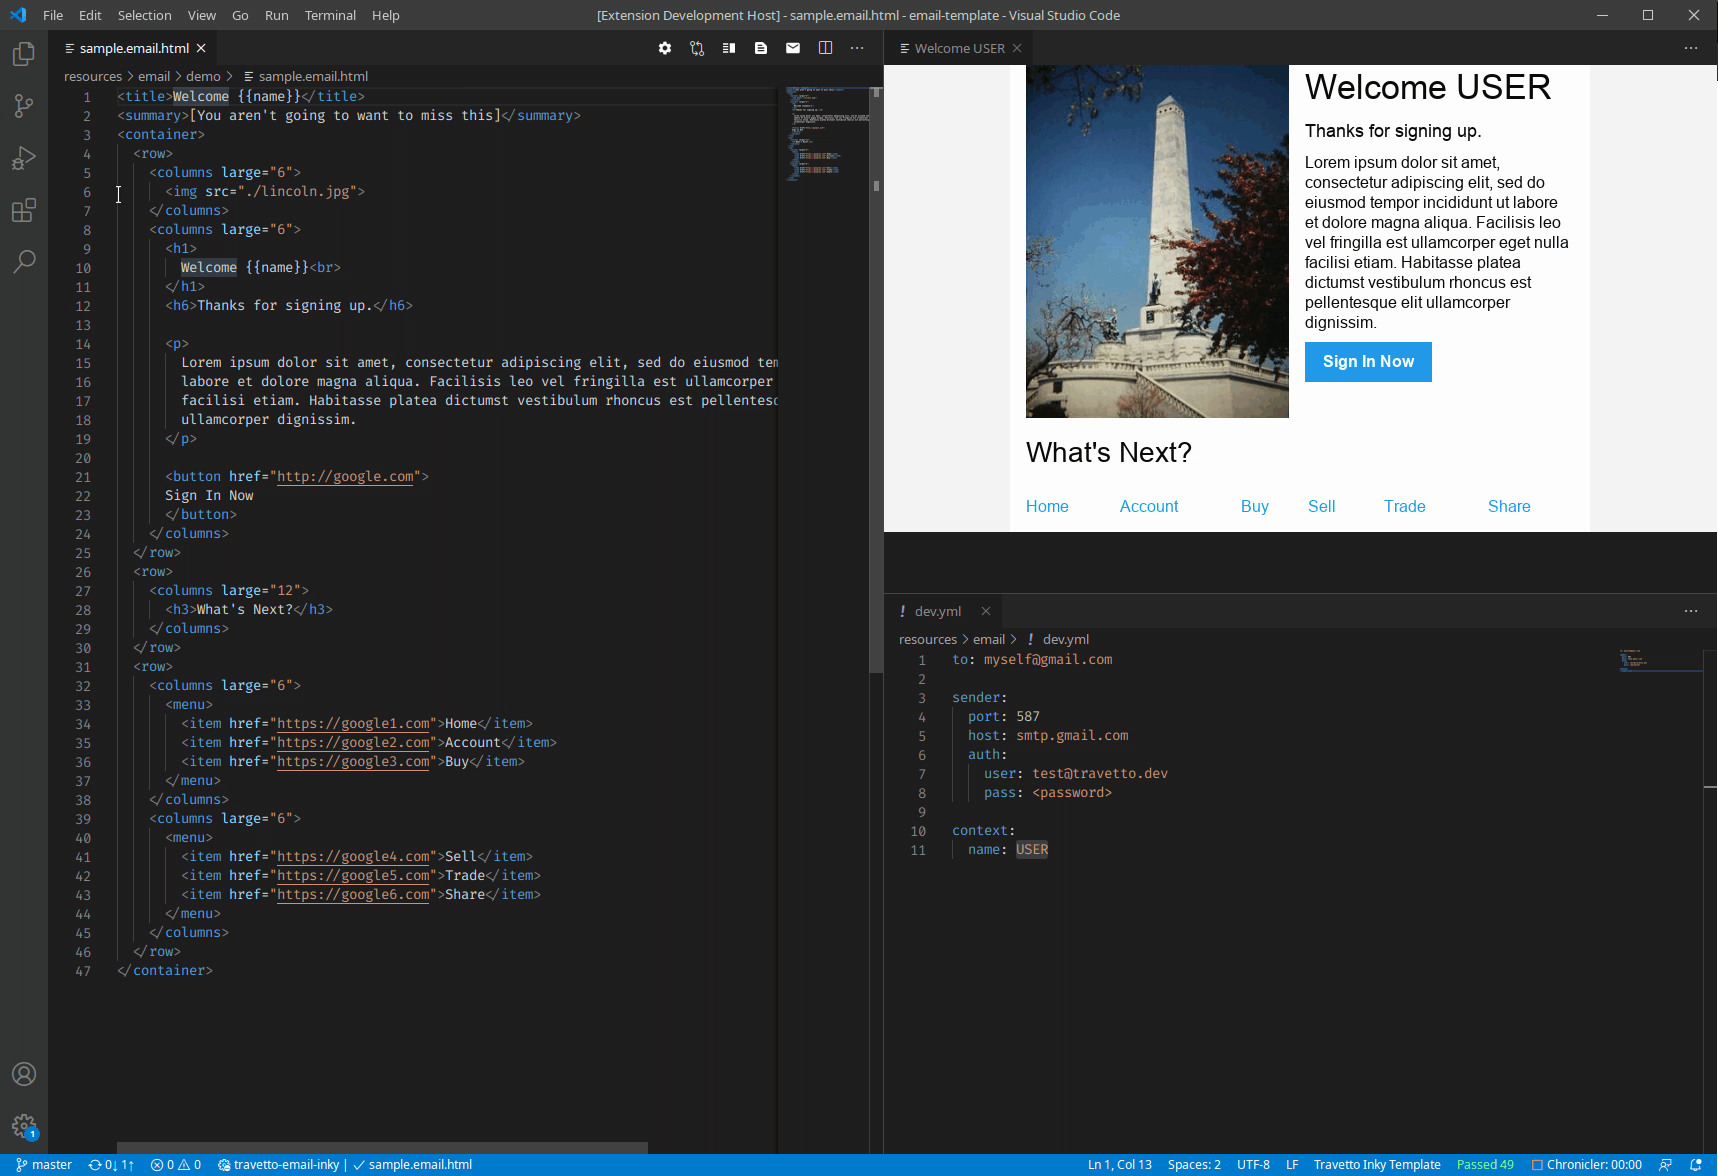 File Edit Selection View Go Run Terminal Help
[Extension Development Host] - sample.email.html - email-template - Visual Studio Code
sample.email.html
resources > email > demo > sample.email.html
1 <title>Welcome {{name}}</title>
2 <summary>[You aren't going to want to miss this]</summary>
3 <container>
4 <row>
5 <columns large="6">
6 <img src="./lincoln.jpg">
7 </columns>
8 <columns large="6">
9 <h1>
10 Welcome {{name}}<br>
11 </h1>
12 <h6>Thanks for signing up.</h6>
13
14 <p>
15 Lorem ipsum dolor sit amet, consectetur adipiscing elit, sed do eiusmod tem
16 labore et dolore magna aliqua. Facilisis leo vel fringilla est ullamcorper
17 facilisi etiam. Habitasse platea dictumst vestibulum rhoncus est pellentesc
18 ullamcorper dignissim.
19 </p>
20
21 <button href="http://google.com">
22 Sign In Now
23 </button>
24 </columns>
25 </row>
26 <row>
27 <columns large="12">
28 <h3>What's Next?</h3>
29 </columns>
30 </row>
31 <row>
32 <columns large="6">
33 <menu>
34 <item href="https://google1.com">Home</item>
35 <item href="https://google2.com">Account</item>
36 <item href="https://google3.com">Buy</item>
37 </menu>
38 </columns>
39 <columns large="6">
40 <menu>
41 <item href="https://google4.com">Sell</item>
42 <item href="https://google5.com">Trade</item>
43 <item href="https://google6.com">Share</item>
44 </menu>
45 </columns>
46 </row>
47 </container>
Welcome USER
Welcome USER
Thanks for signing up.
Lorem ipsum dolor sit amet,
consectetur adipiscing elit, sed do
eiusmod tempor incididunt ut labore
et dolore magna aliqua. Facilisis leo
vel fringilla est ullamcorper eget nulla
facilisi etiam. Habitasse platea
dictumst vestibulum rhoncus est
pellentesque elit ullamcorper
dignissim.
Sign In Now
What's Next?
Home Account Buy Sell Trade Share
! dev.yml
resources > email > ! dev.yml
1 to: myself@gmail.com
2
3 sender:
4 port: 587
5 host: smtp.gmail.com
6 auth:
7 user: test@travetto.dev
8 pass: <password>
9
10 context:
11 name: USER
1
master 0↓ 1↑ 0 0 travetto-email-inky | ✓ sample.email.html
Ln 1, Col 13 Spaces: 2 UTF-8 LF Travetto Inky Template Passed 49 Chronicler: 00:00